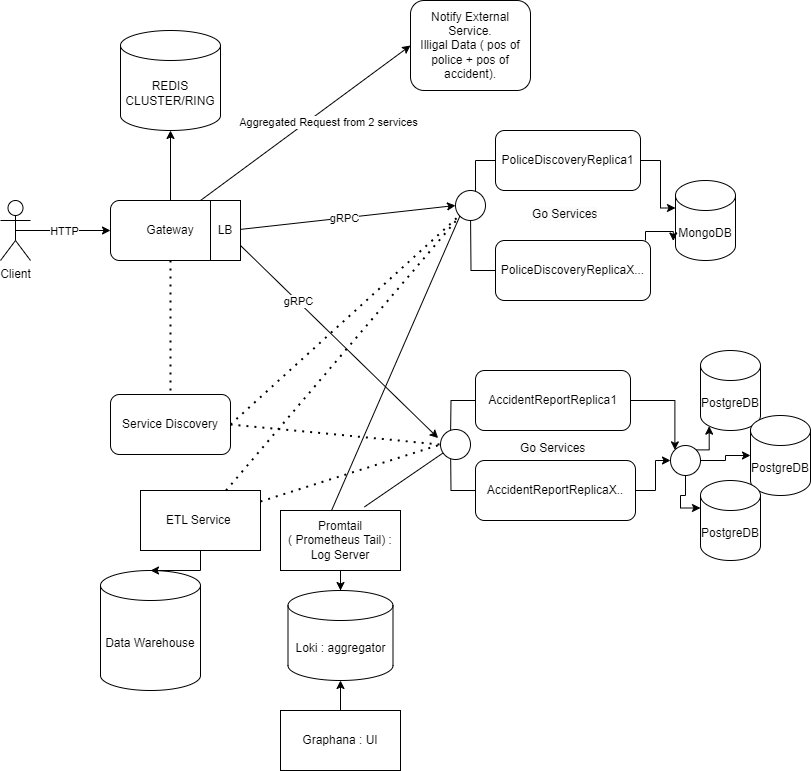 Notify External
Service.
Illigal Data ( pos of
police + pos of
accident).
REDIS
CLUSTER/RING
Aggregated Request from 2 services
PoliceDiscoveryReplica1
Go Services
MongoDB
PoliceDiscoveryReplicaX...
gRPC
Gateway
LB
HTTP
Client
gRPC
Service Discovery
AccidentReportReplica1
Go Services
AccidentReportReplicaX..
PostgreDB
PostgreDB
PostgreDB
ETL Service
Promtail
( Prometheus Tail) :
Log Server
Data Warehouse
Loki : aggregator
Graphana : UI